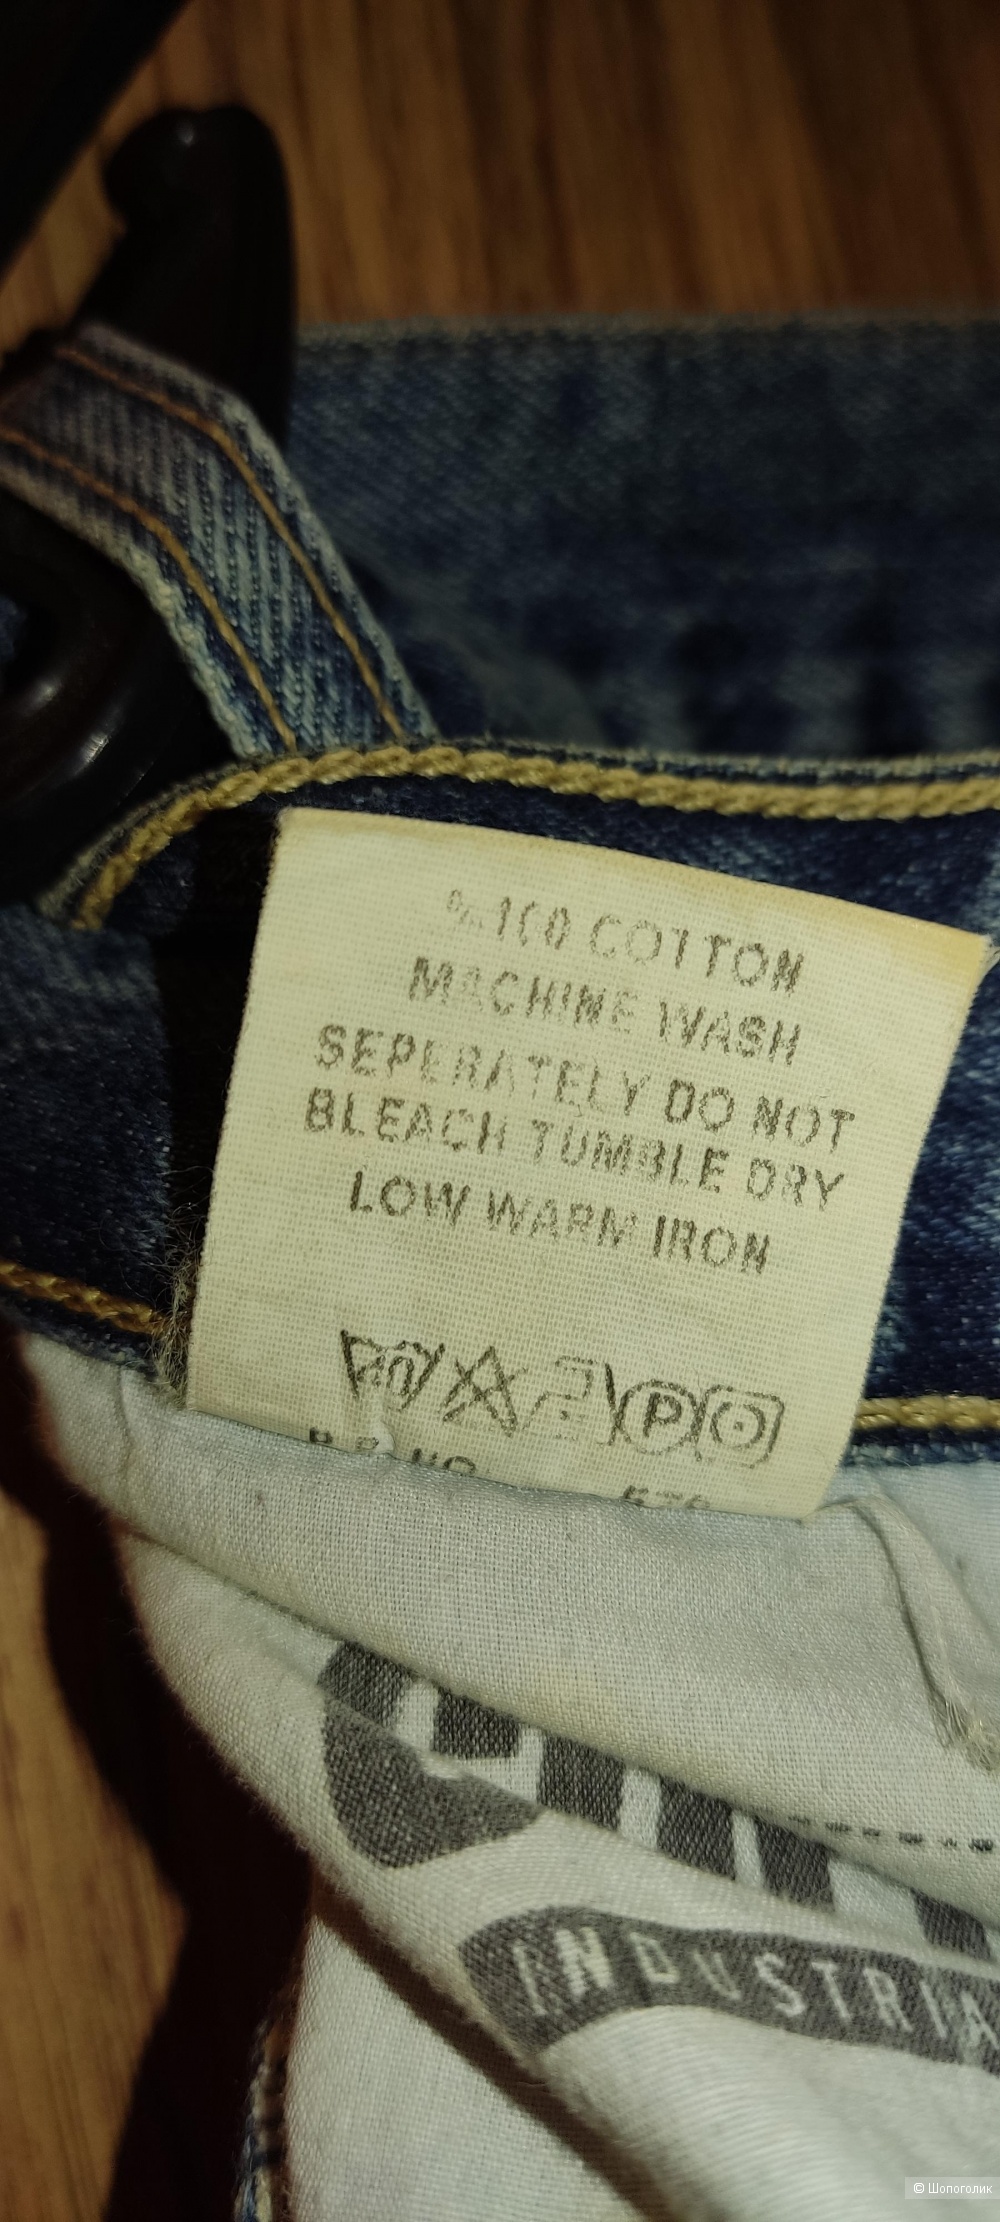 %100 COTTON
MACHINE WASH
SEPERATELY DO NOT
BLEACH TUMBLE DRY
LOW WARM IRON
P
INDUSTRIA
© Шопоголик